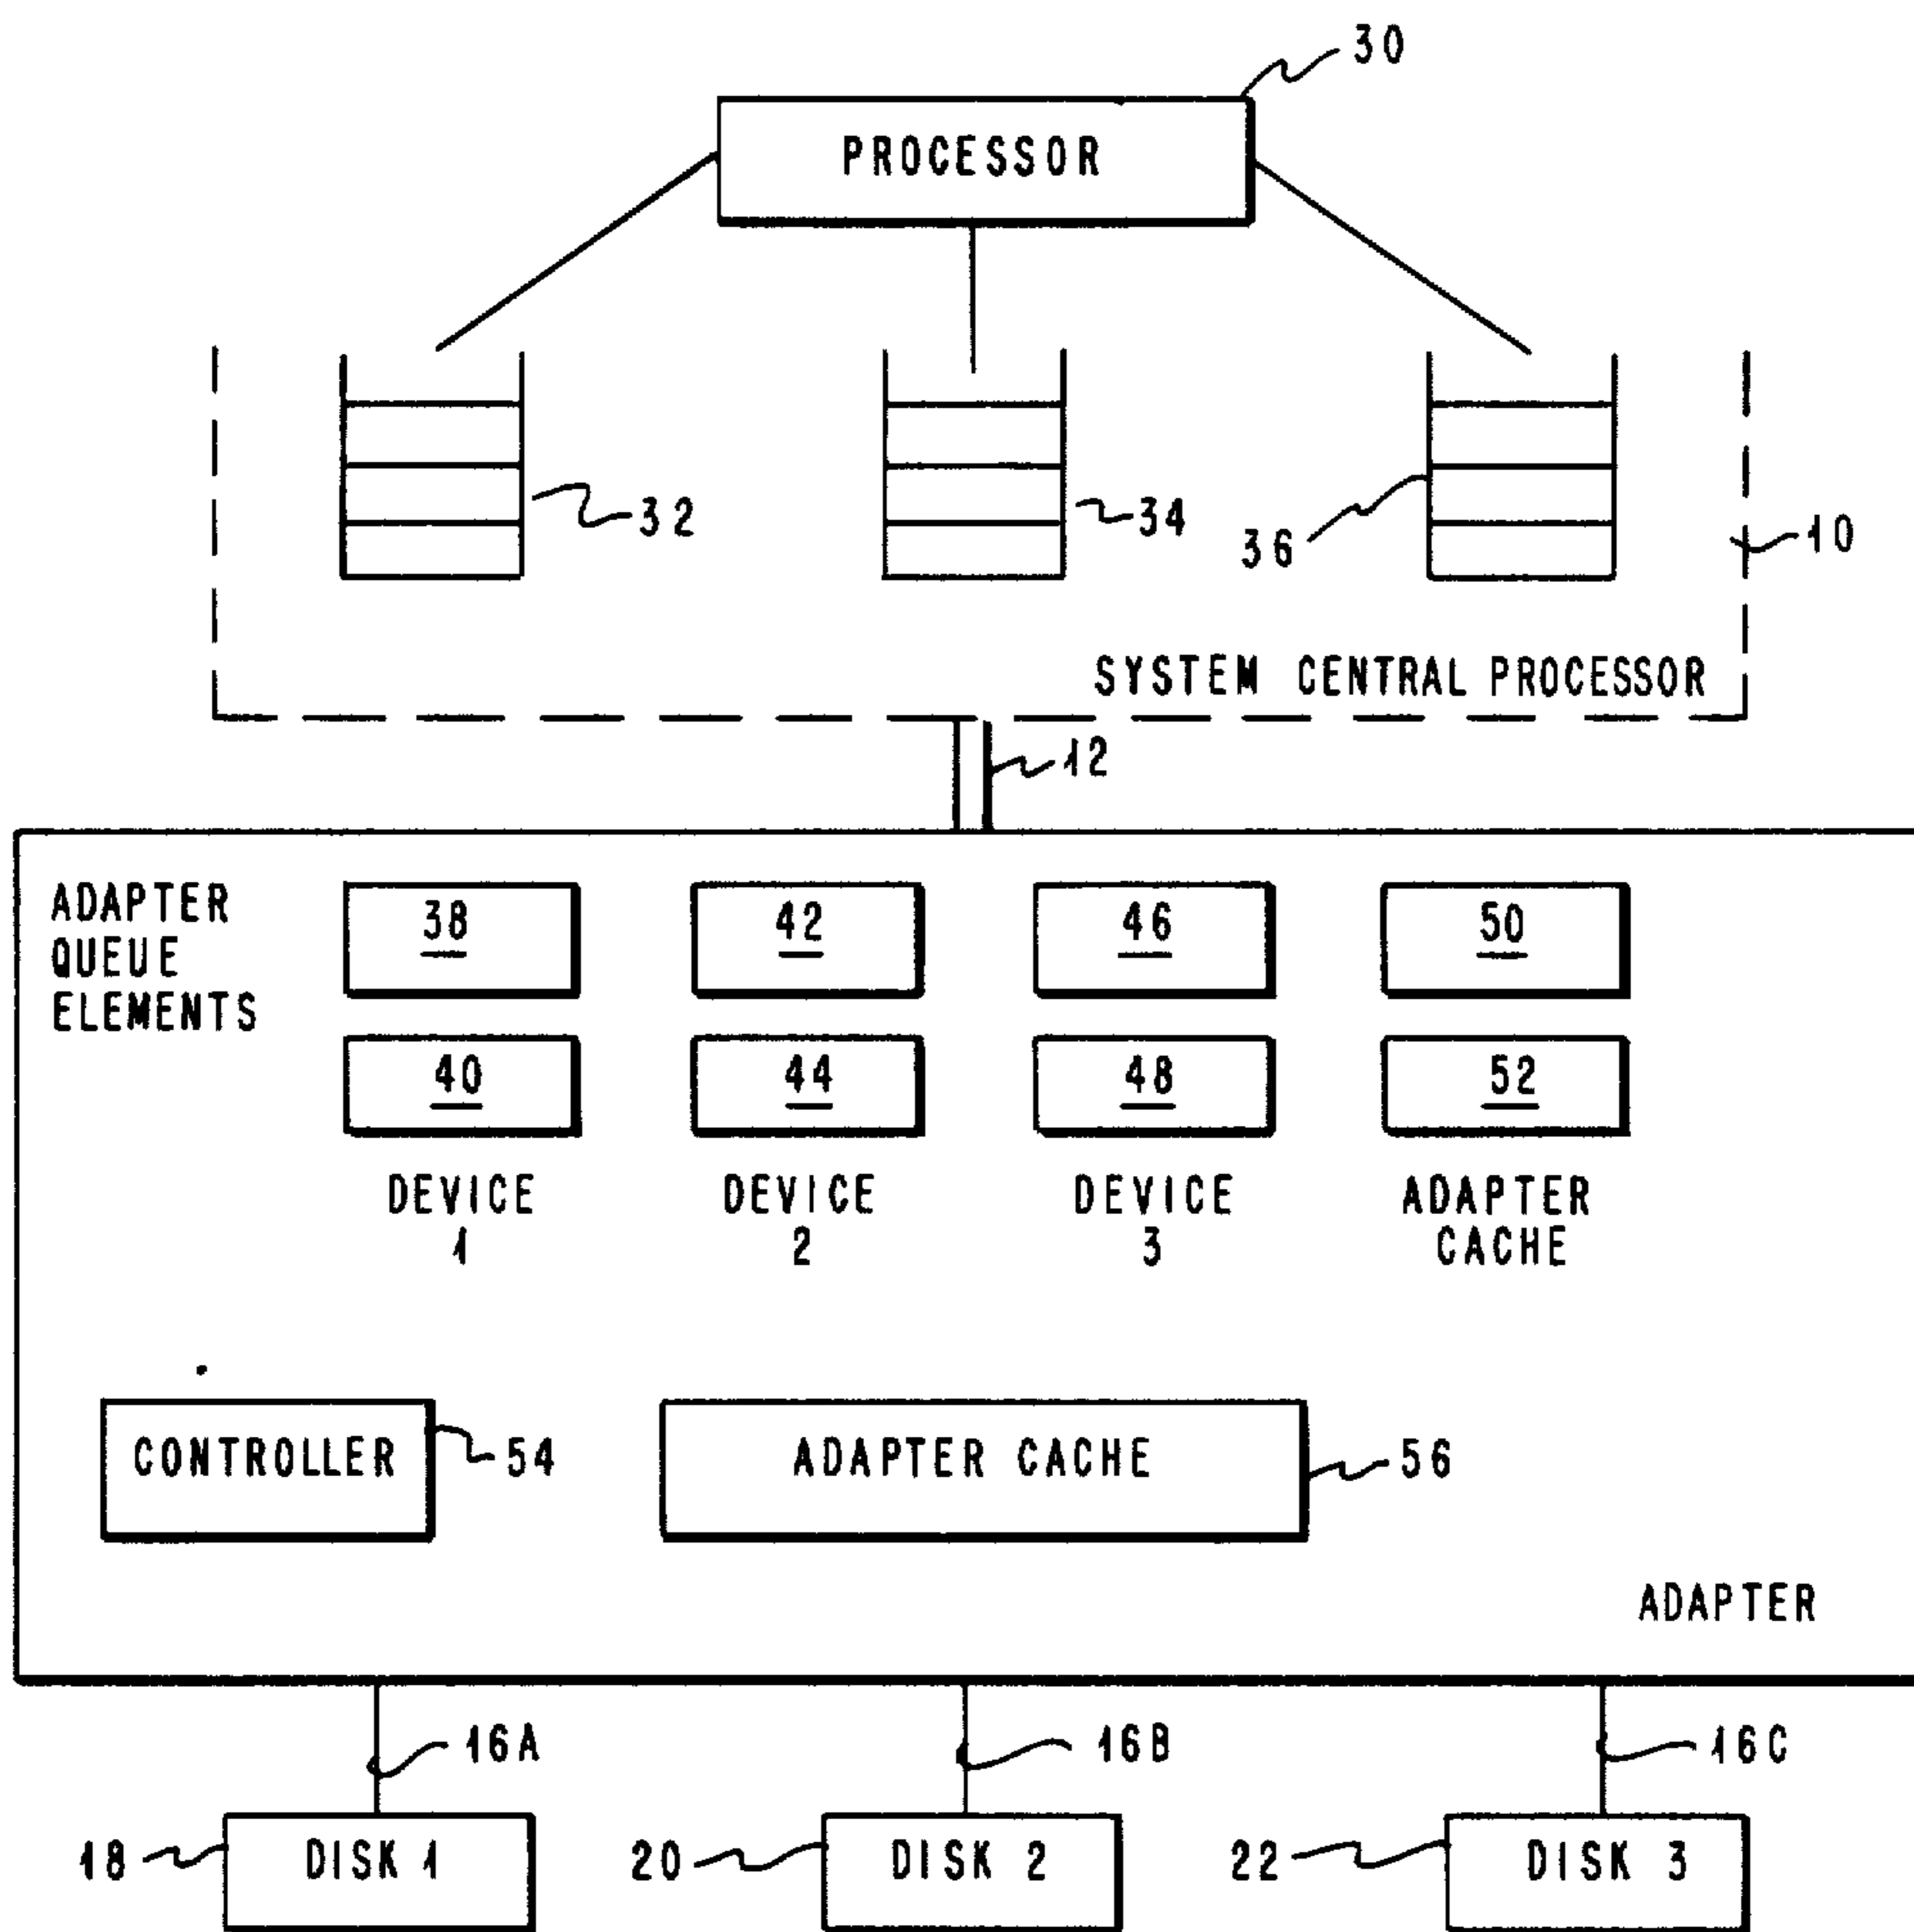 30
PROCESSOR
32
34
36
10
SYSTEM CENTRAL PROCESSOR
12
ADAPTER
QUEUE
ELEMENTS
38
42
46
50
40
44
48
52
DEVICE
1
DEVICE
2
DEVICE
3
ADAPTER
CACHE
CONTROLLER
54
ADAPTER CACHE
56
ADAPTER
16A
16B
16C
18
DISK 1
20
DISK 2
22
DISK 3